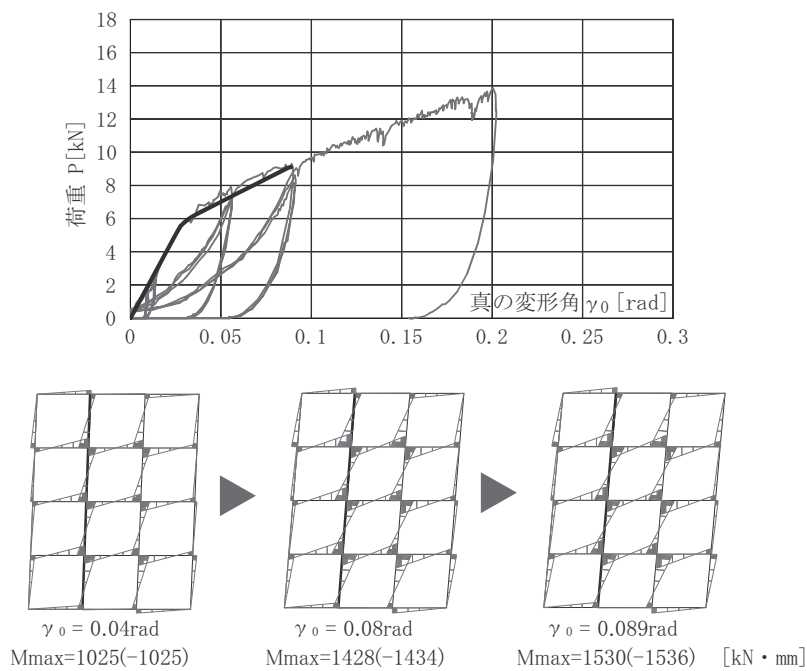 18
16
14
12
10
8
6
4
2
0
荷重 P[kN]
真の変形角 γ₀ [rad]
0 0.05 0.1 0.15 0.2 0.25 0.3
γ₀ = 0.04rad
Mmax=1025(-1025)
γ₀ = 0.08rad
Mmax=1428(-1434)
γ₀ = 0.089rad
Mmax=1530(-1536) [kN・mm]